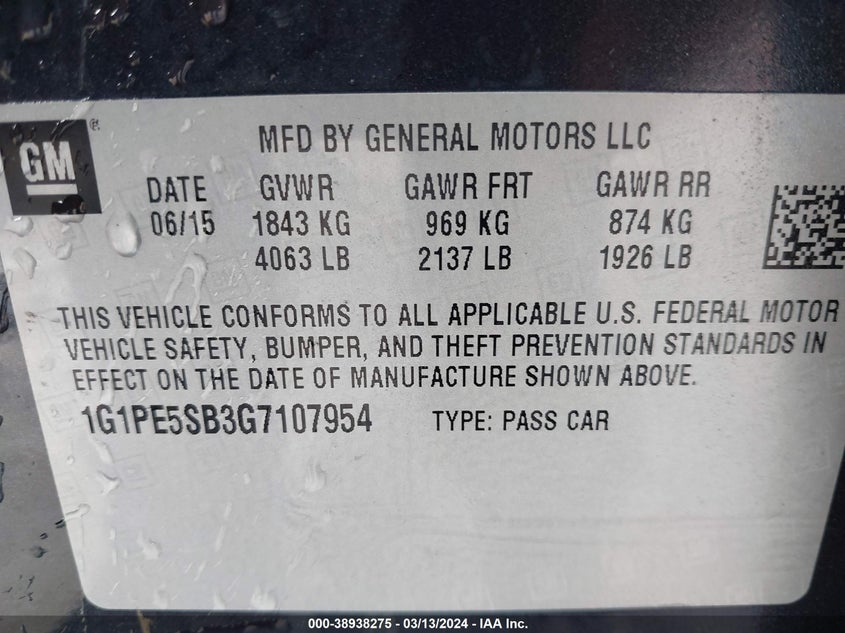 GM ®
MFD BY GENERAL MOTORS LLC
DATE GVWR GAWR FRT GAWR RR
06/15 1843 KG 969 KG 874 KG
4063 LB 2137 LB 1926 LB
THIS VEHICLE CONFORMS TO ALL APPLICABLE U.S. FEDERAL MOTOR
VEHICLE SAFETY, BUMPER, AND THEFT PREVENTION STANDARDS IN
EFFECT ON THE DATE OF MANUFACTURE SHOWN ABOVE.
1G1PE5SB3G7107954 TYPE: PASS CAR
000-38938275 - 03/13/2024 - IAA Inc.